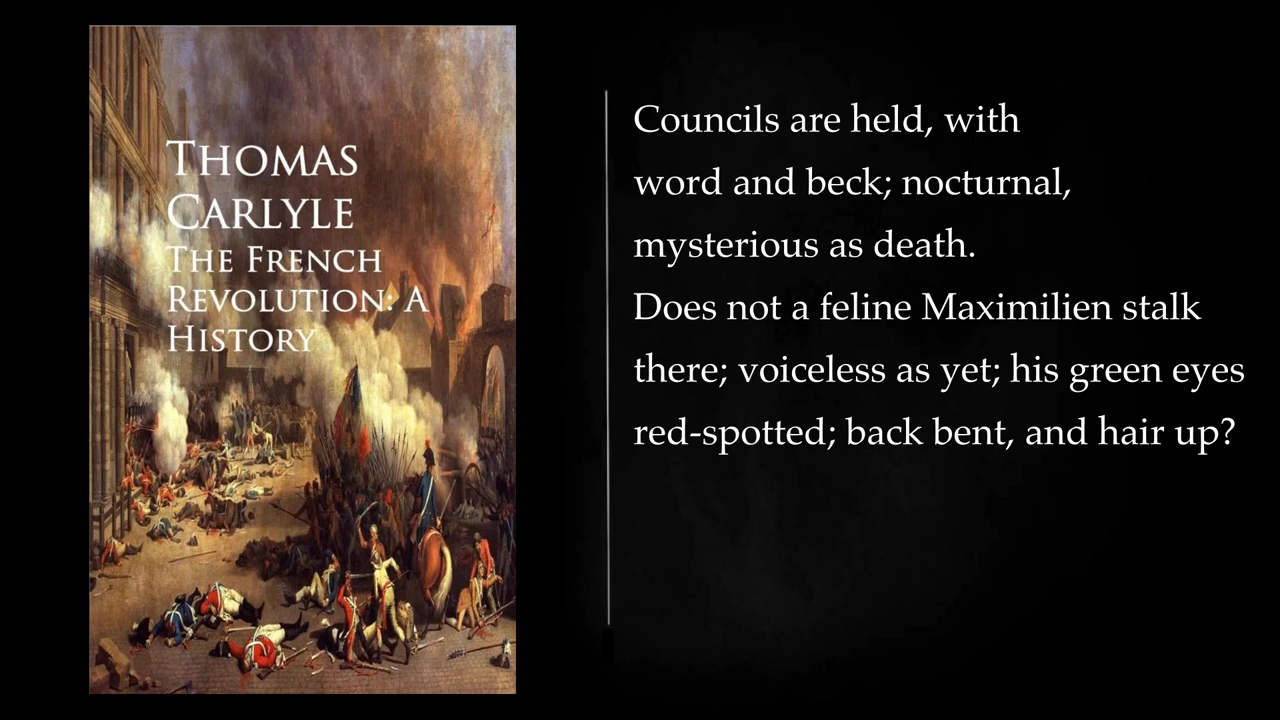 THOMAS
CARLYLE
THE FRENCH
REVOLUTION: A
HISTORY
Councils are held, with
word and beck; nocturnal,
mysterious as death.
Does not a feline Maximilien stalk
there; voiceless as yet; his green eyes
red-spotted; back bent, and hair up?